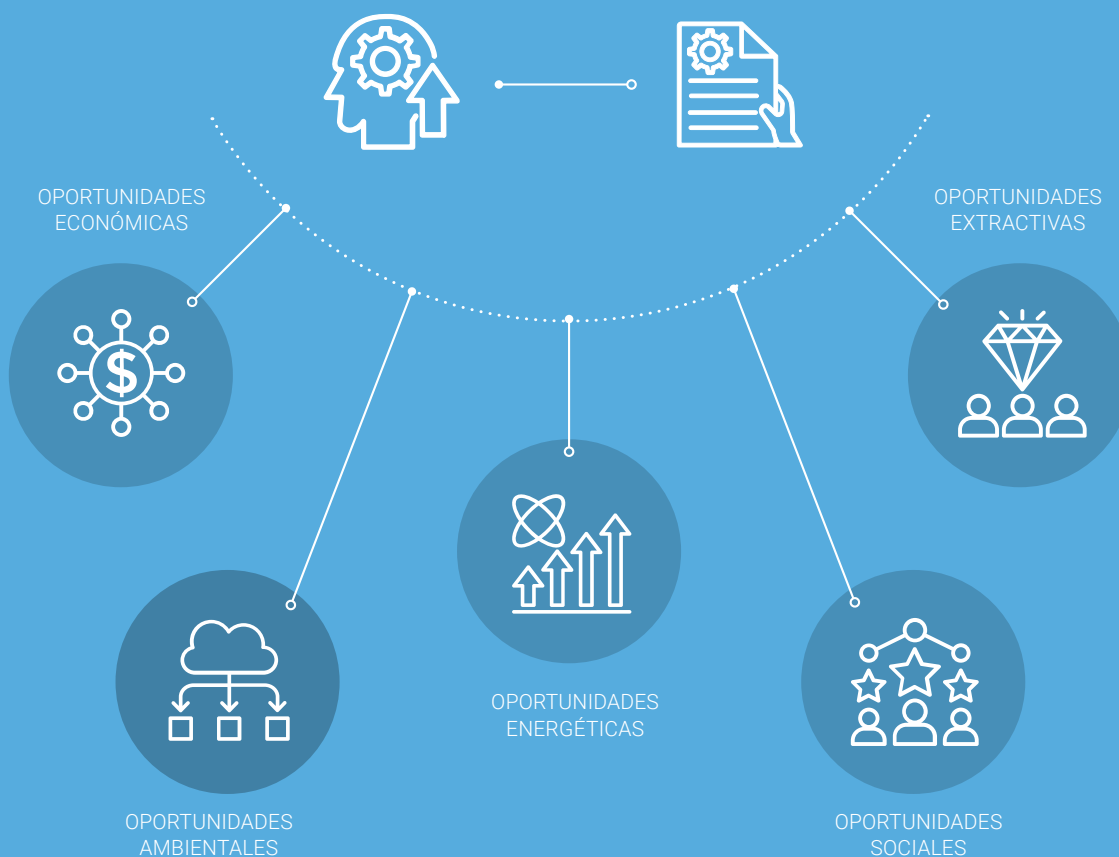 OPORTUNIDADES
ECONÓMICAS
OPORTUNIDADES
EXTRACTIVAS
$
OPORTUNIDADES
ENERGÉTICAS
OPORTUNIDADES
AMBIENTALES
OPORTUNIDADES
SOCIALES